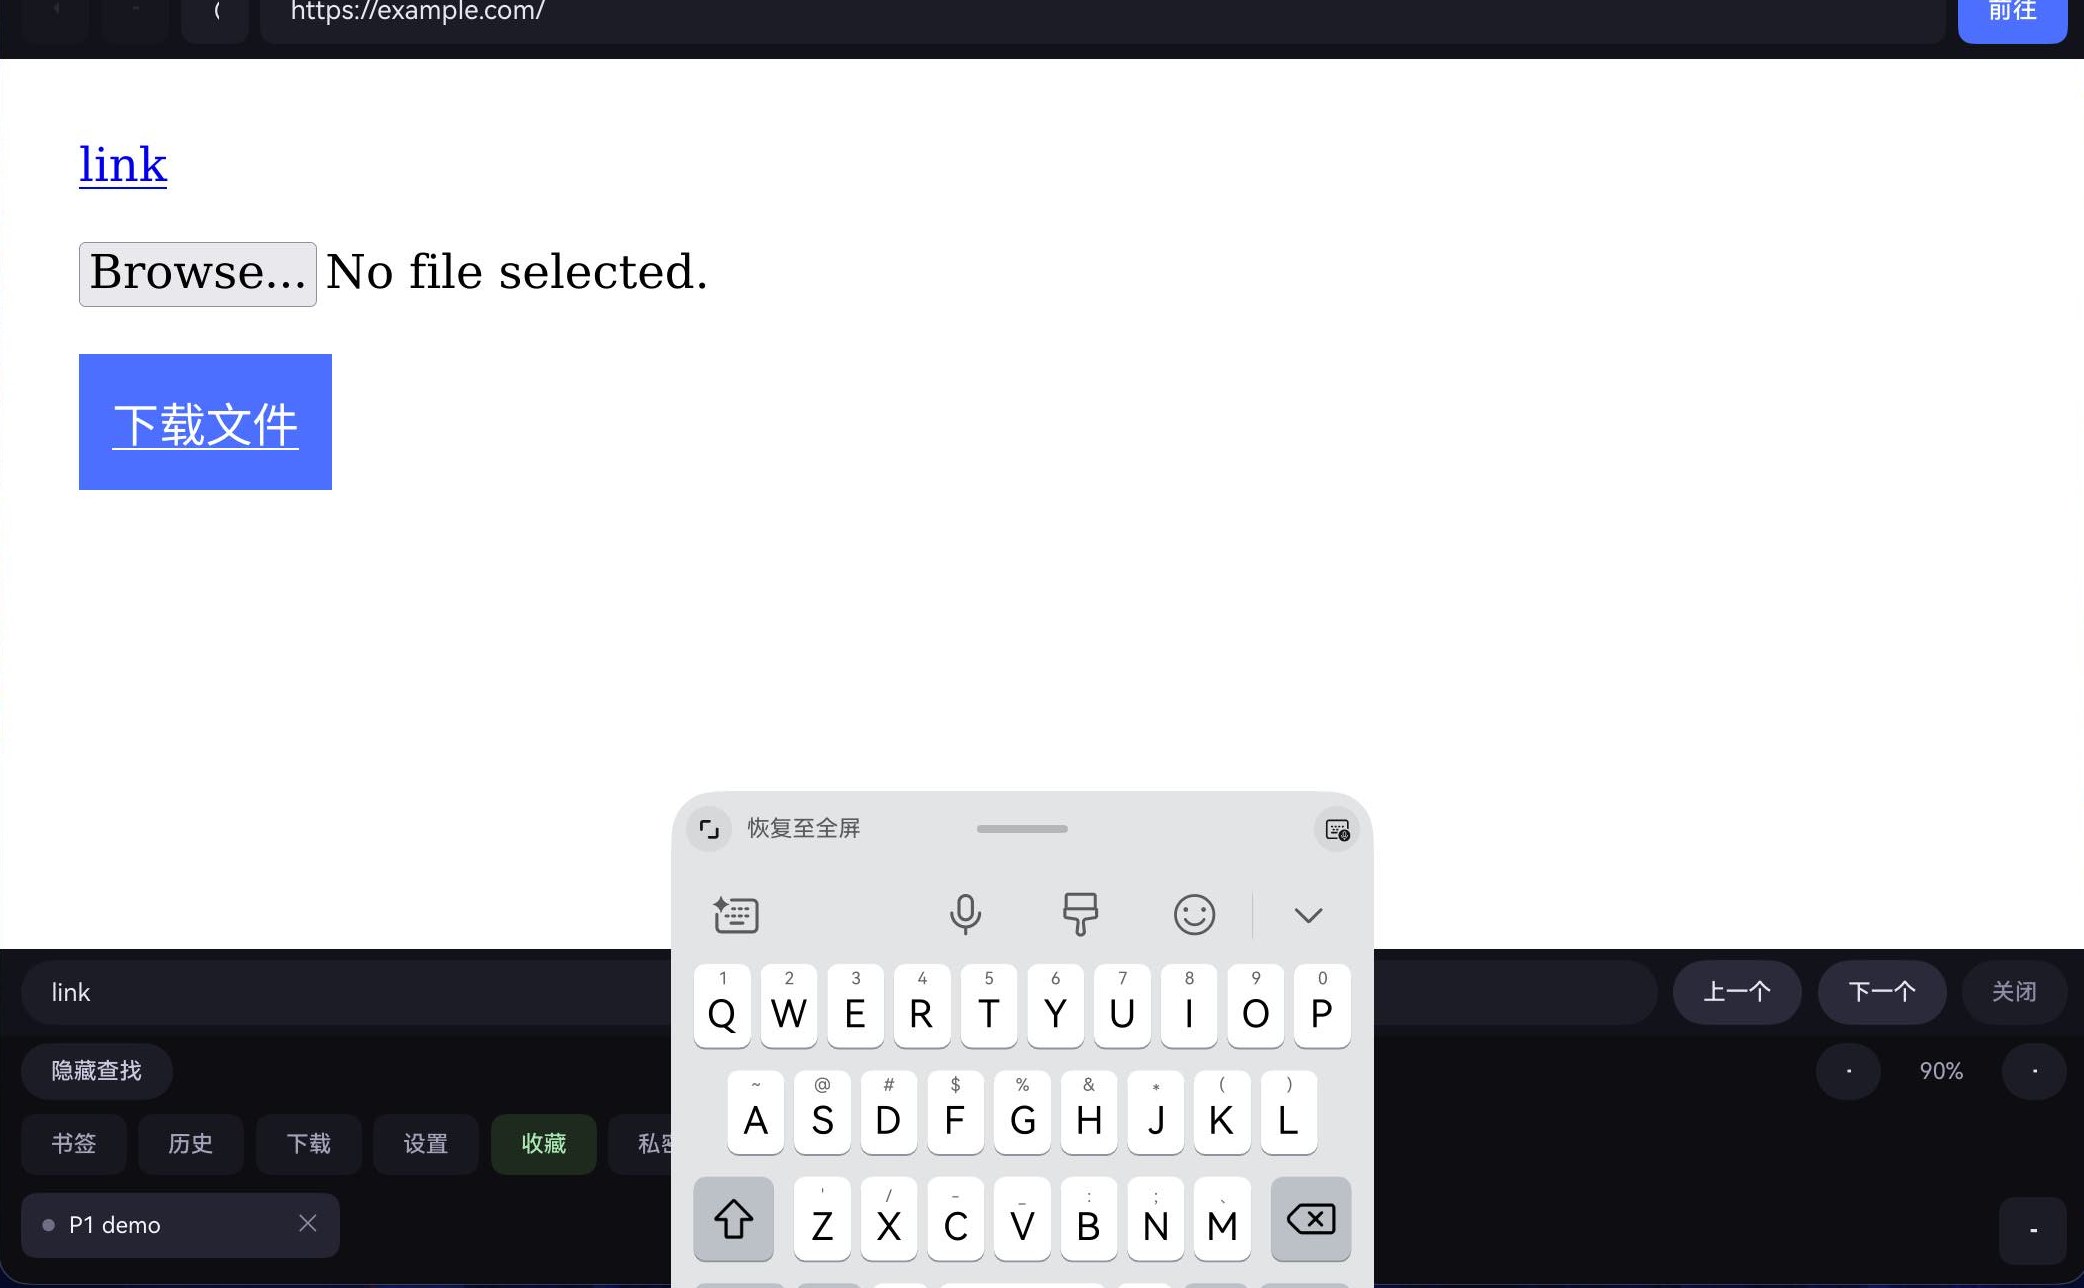 https://example.com/
前往
link
Browse... No file selected.
下载文件
恢复至全屏
link
上一个 下一个 关闭
1 2 3 4 5 6 7 8 9 0
Q W E R T Y U I O P
隐藏查找
90%
~ @ # $ % & * ( )
A S D F G H J K L
书签 历史 下载 设置 收藏 私
' / - _ : ; 、
Z X C V B N M
P1 demo